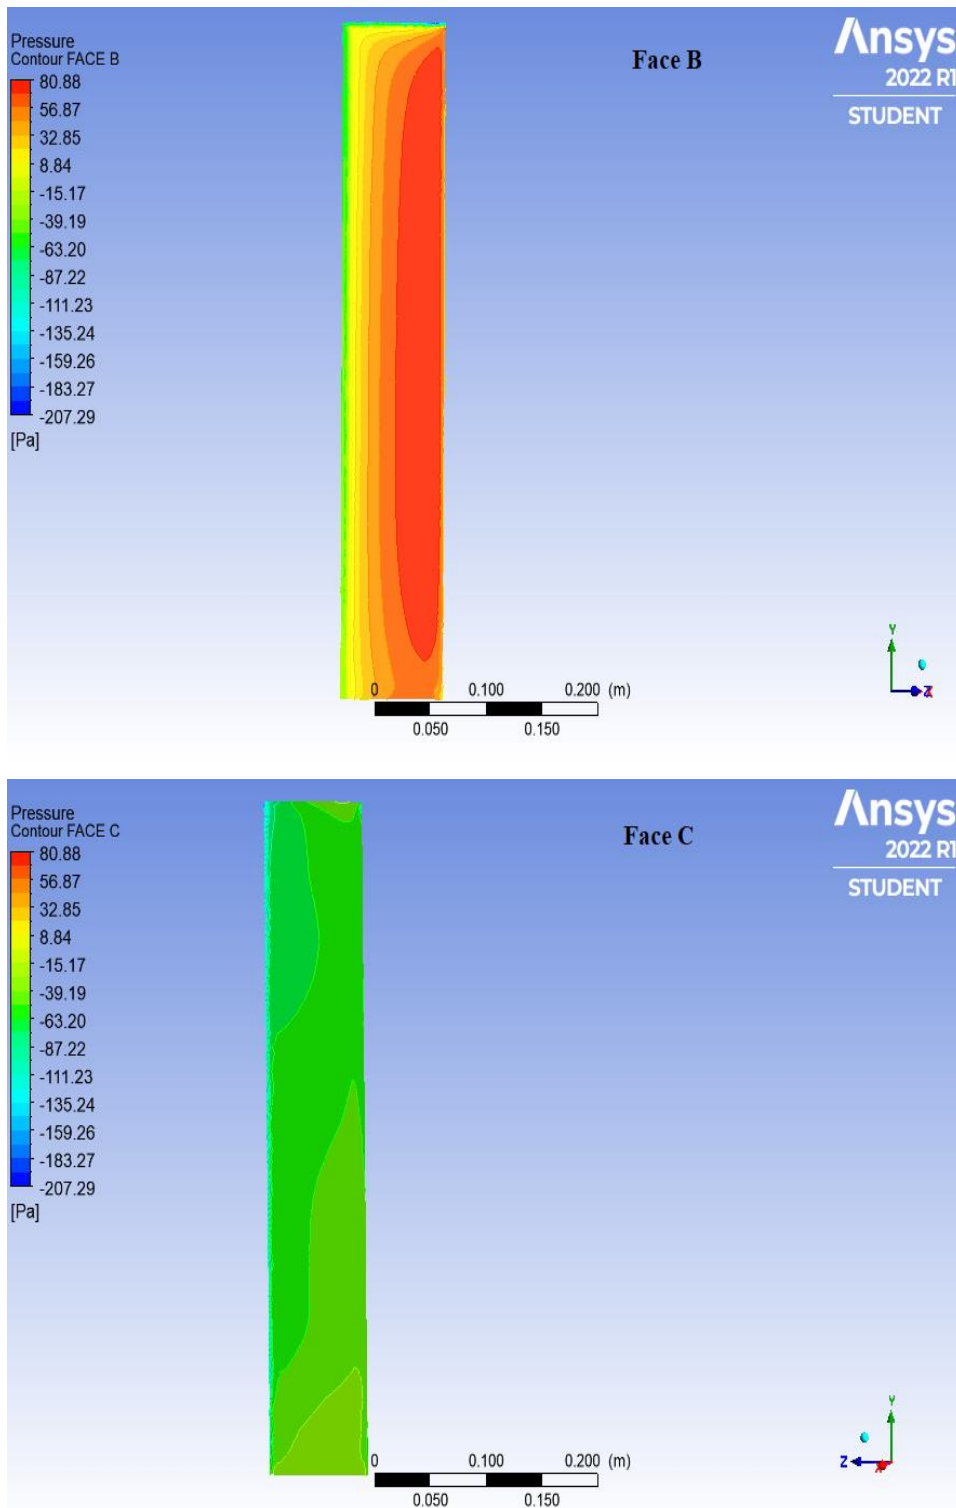 Pressure
Contour FACE B
Face B
Ansys
2022 R1
STUDENT
80.88
56.87
32.85
8.84
-15.17
-39.19
-63.20
-87.22
-111.23
-135.24
-159.26
-183.27
-207.29
[Pa]
0 0.100 0.200 (m)
0.050 0.150
Y
Z X
Pressure
Contour FACE C
Face C
Ansys
2022 R1
STUDENT
80.88
56.87
32.85
8.84
-15.17
-39.19
-63.20
-87.22
-111.23
-135.24
-159.26
-183.27
-207.29
[Pa]
0 0.100 0.200 (m)
0.050 0.150
Y
Z